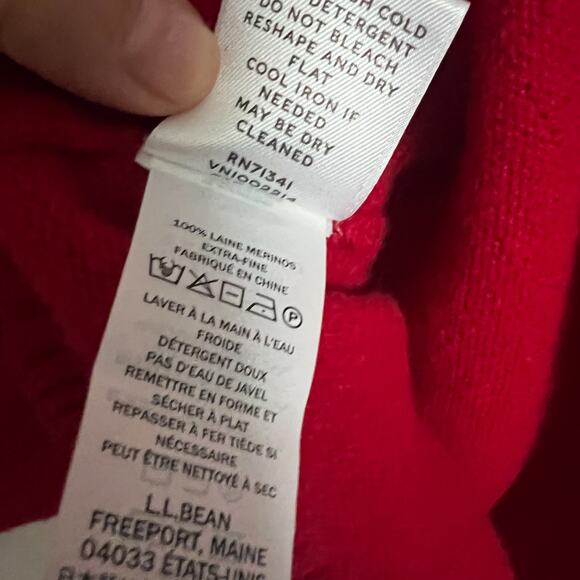 COLD
DETERGENT
DO NOT BLEACH
RESHAPE AND DRY
FLAT
COOL IRON IF
NEEDED
MAY BE DRY
CLEANED
RN71341
100% LAINE MERINOS
EXTRA-FINE
FABRIQUÉ EN CHINE
P
LAVER À LA MAIN À L'EAU
FROIDE
DÉTERGENT DOUX
PAS D'EAU DE JAVEL
REMETTRE EN FORME ET
SÉCHER À PLAT
REPASSER À FER TIÈDE SI
NÉCESSAIRE
PEUT ÊTRE NETTOYÉ À SEC
L.L.BEAN
FREEPORT, MAINE
04033 ÉTATS-UNIS